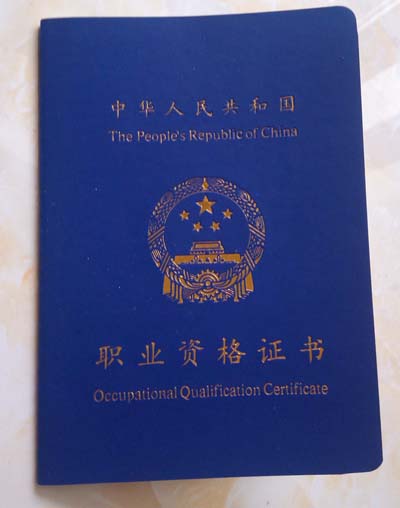 中华人民共和国
The People's Republic of China
职业资格证书
Occupational Qualification Certificate